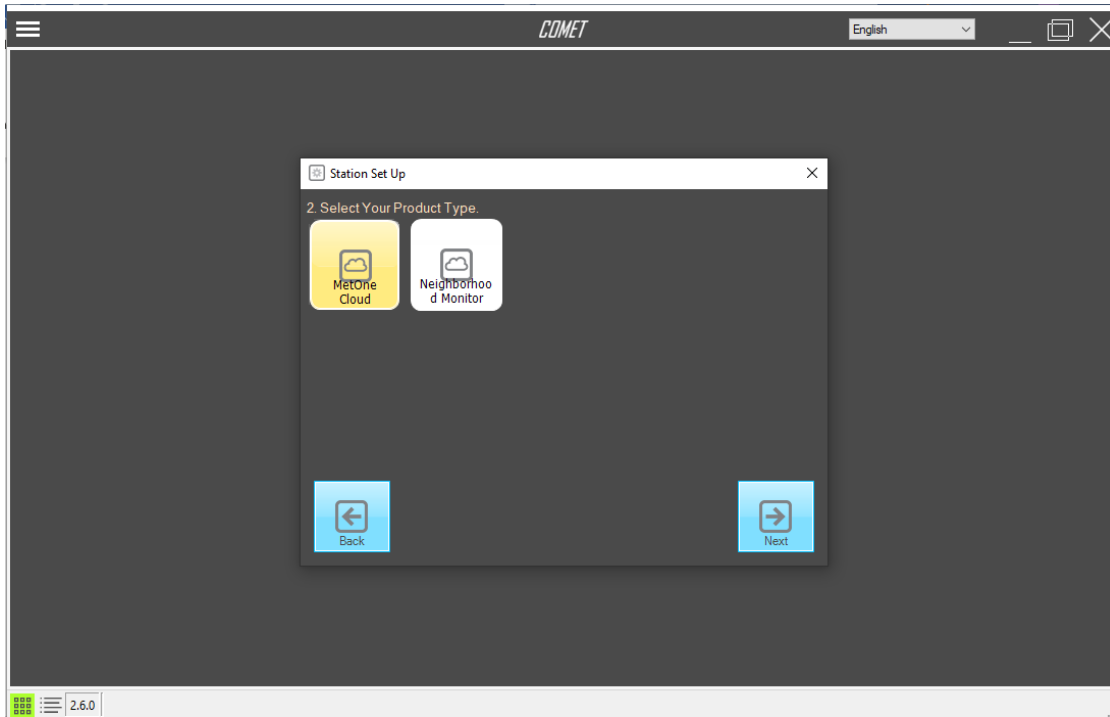 COMET
English
Station Set Up
2. Select Your Product Type.
MetOne
Cloud
Neighborhoo
d Monitor
Back
Next
2.6.0